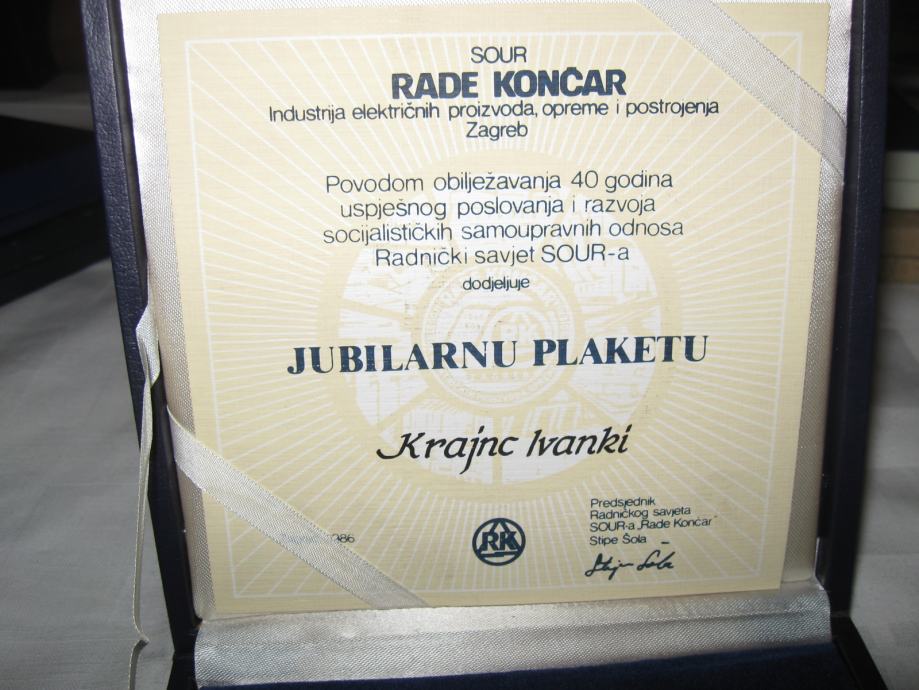 SOUR
RADE KONČAR
Industrija električnih proizvoda, opreme i postrojenja
Zagreb
Povodom obilježavanja 40 godina
uspješnog poslovanja i razvoja
socijalističkih samoupravnih odnosa
Radnički savjet SOUR-a
dodjeljuje
JUBILARNU PLAKETU
Krajnc Ivanki
Predsjednik
Radničkog savjeta
SOUR-a „Rade Končar"
Stipe Šola
RK